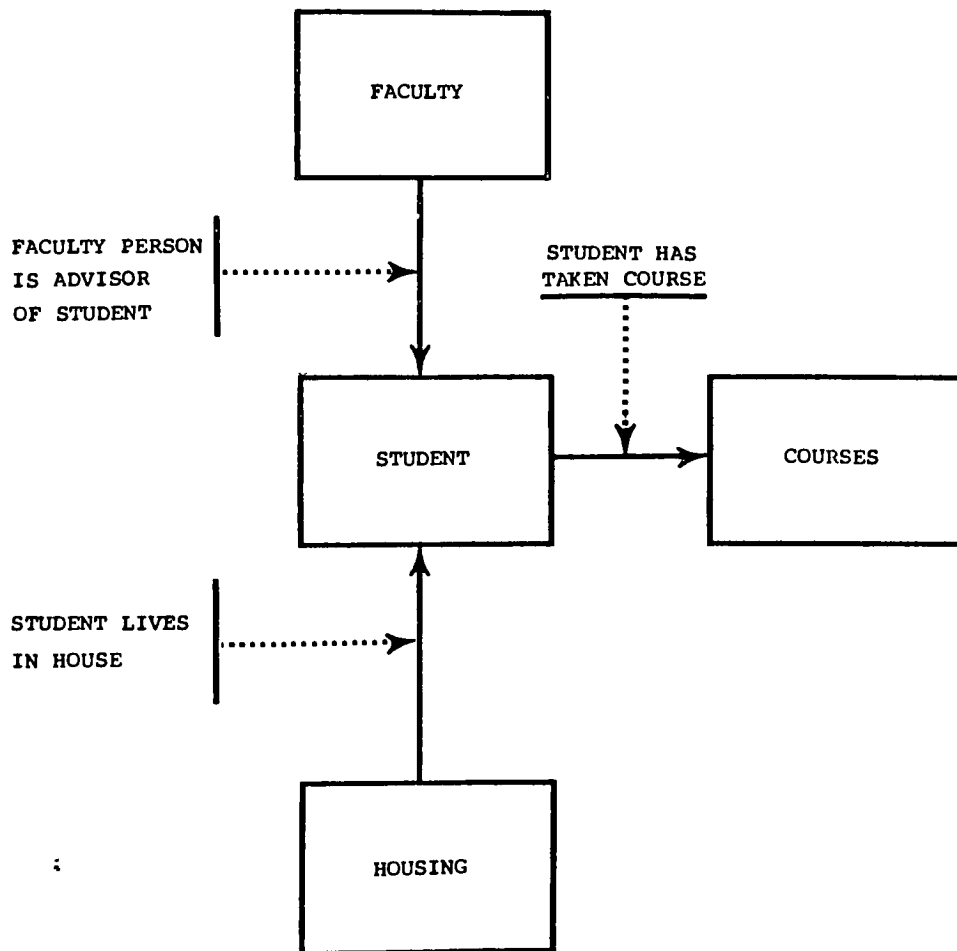 FACULTY
FACULTY PERSON
IS ADVISOR
OF STUDENT
STUDENT HAS
TAKEN COURSE
STUDENT
COURSES
STUDENT LIVES
IN HOUSE
HOUSING